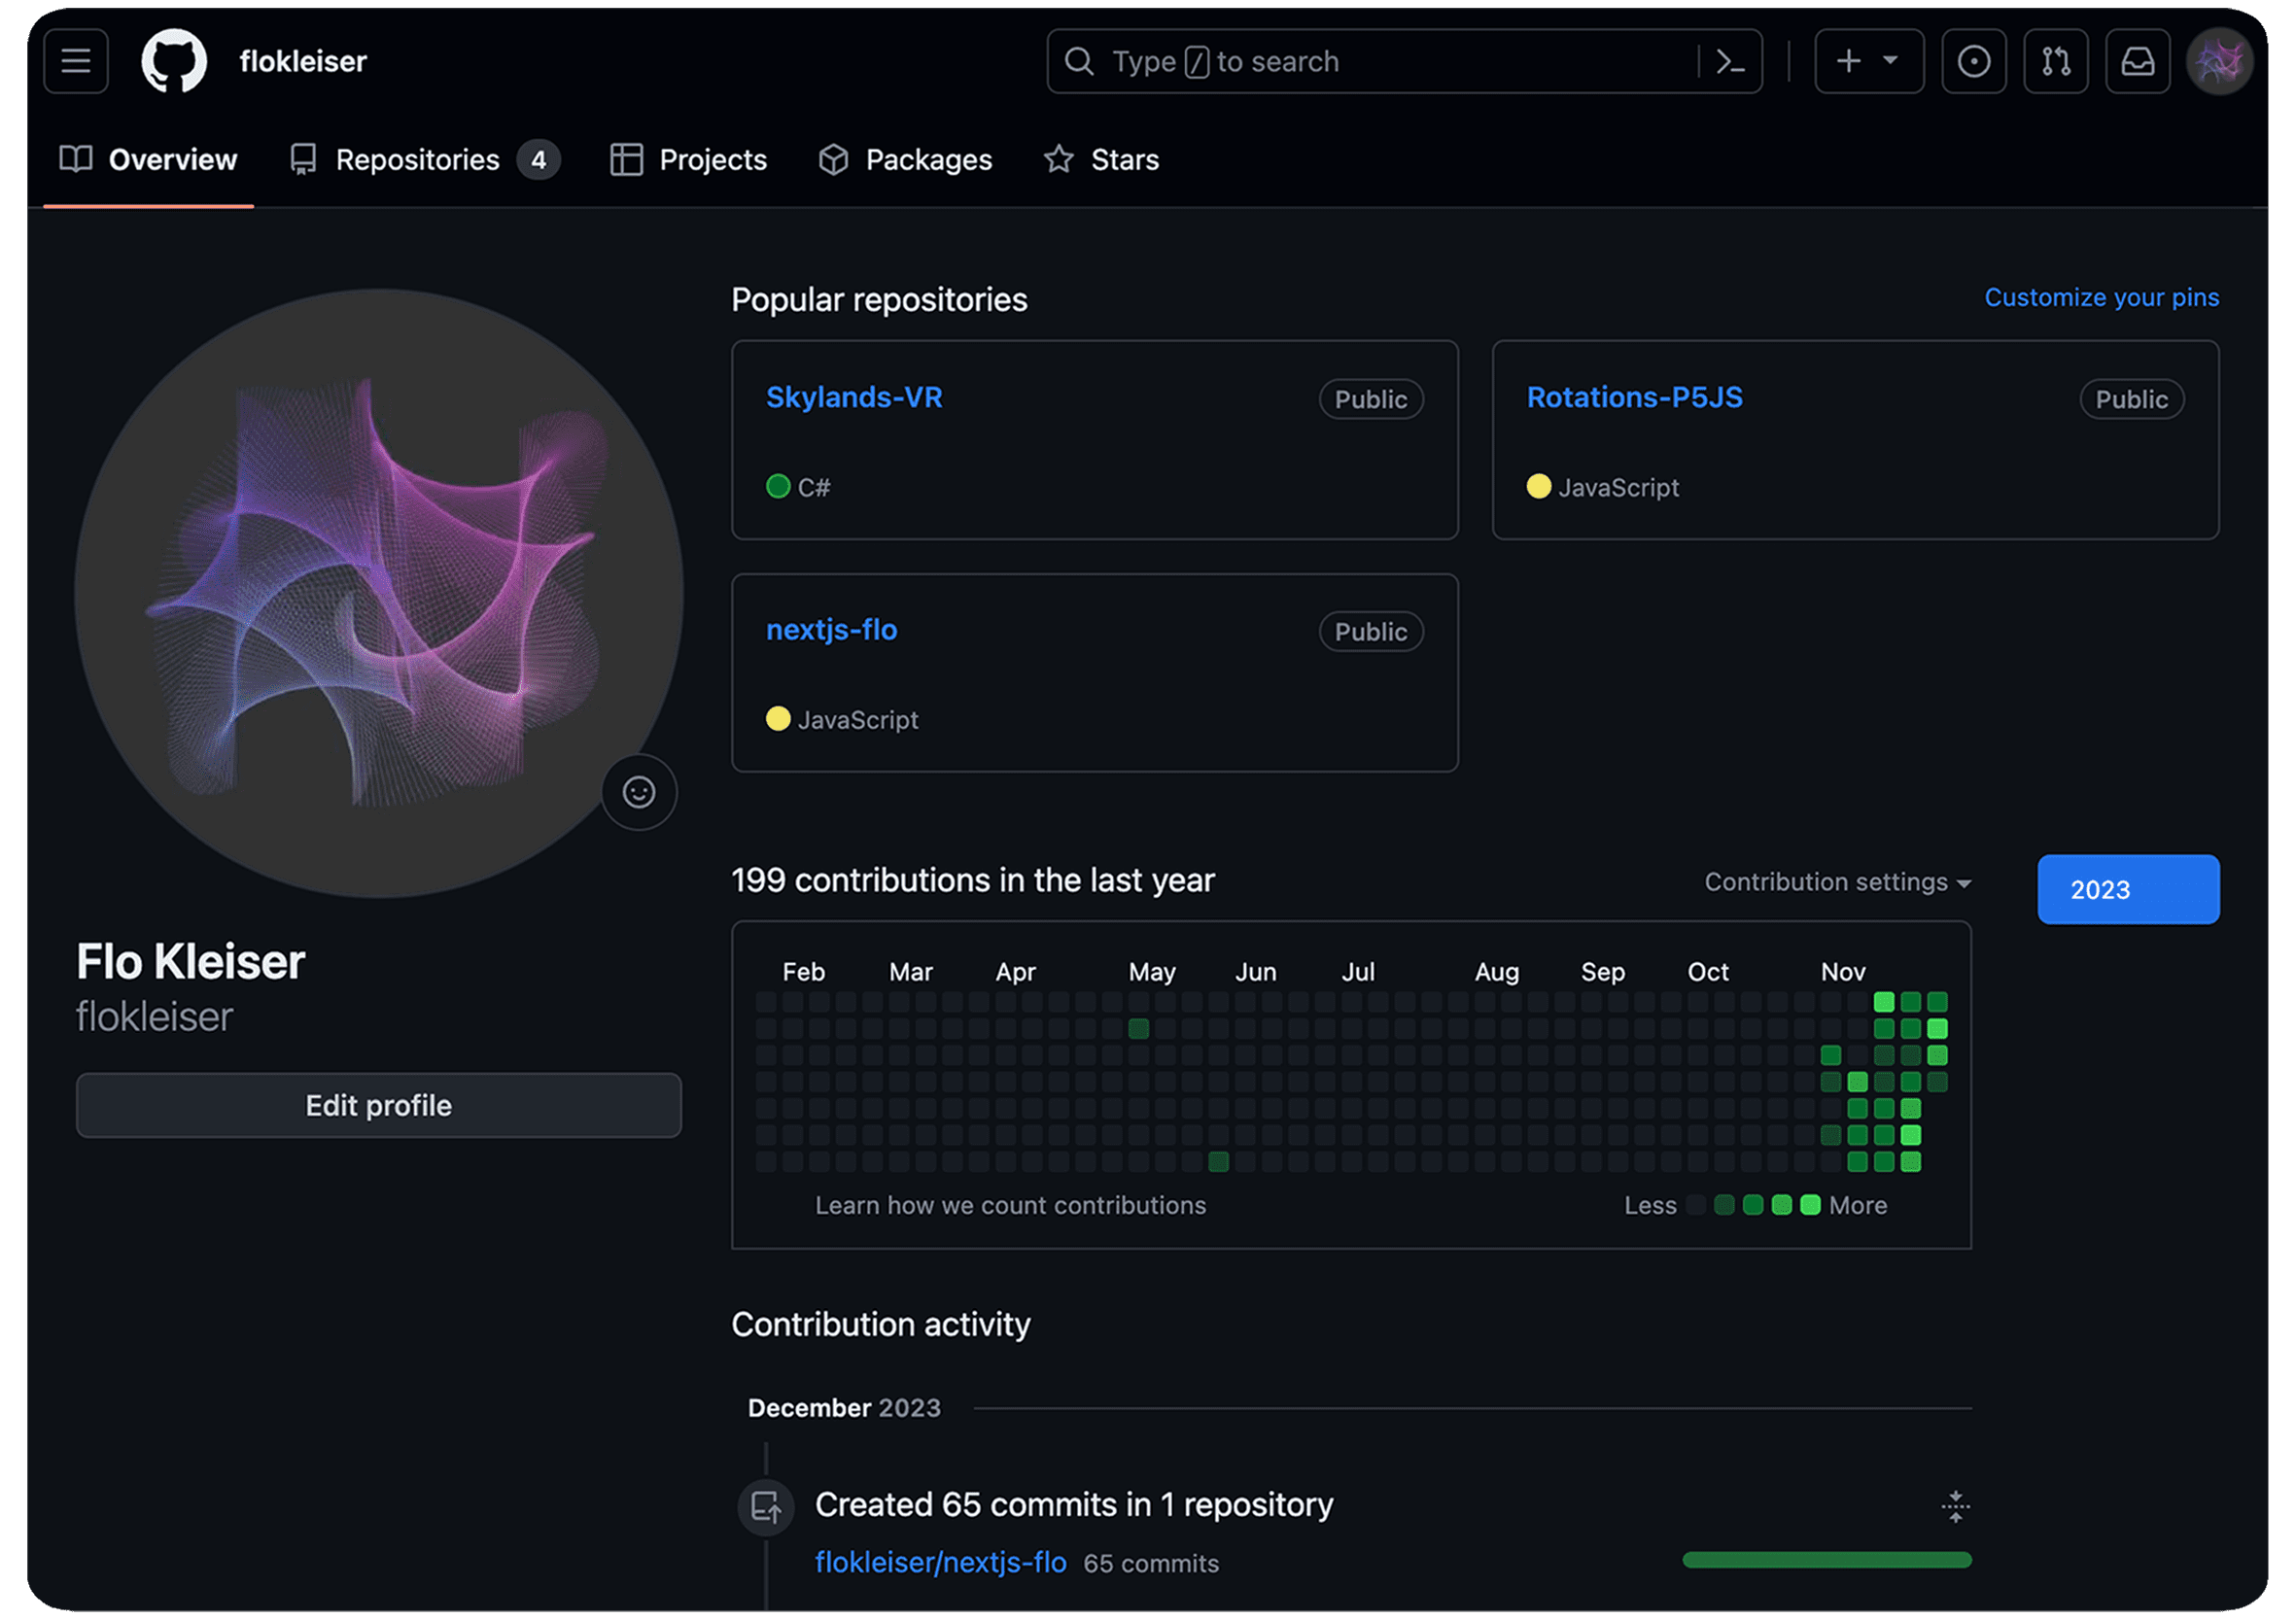 flokleiser
Type / to search
Overview
Repositories 4
Projects
Packages
Stars
Popular repositories
Customize your pins
Skylands-VR Public
C#
Rotations-P5JS Public
JavaScript
nextjs-flo Public
JavaScript
Flo Kleiser
flokleiser
Edit profile
199 contributions in the last year
Contribution settings
2023
Feb Mar Apr May Jun Jul Aug Sep Oct Nov
Learn how we count contributions
Less More
Contribution activity
December 2023
Created 65 commits in 1 repository
flokleiser/nextjs-flo 65 commits